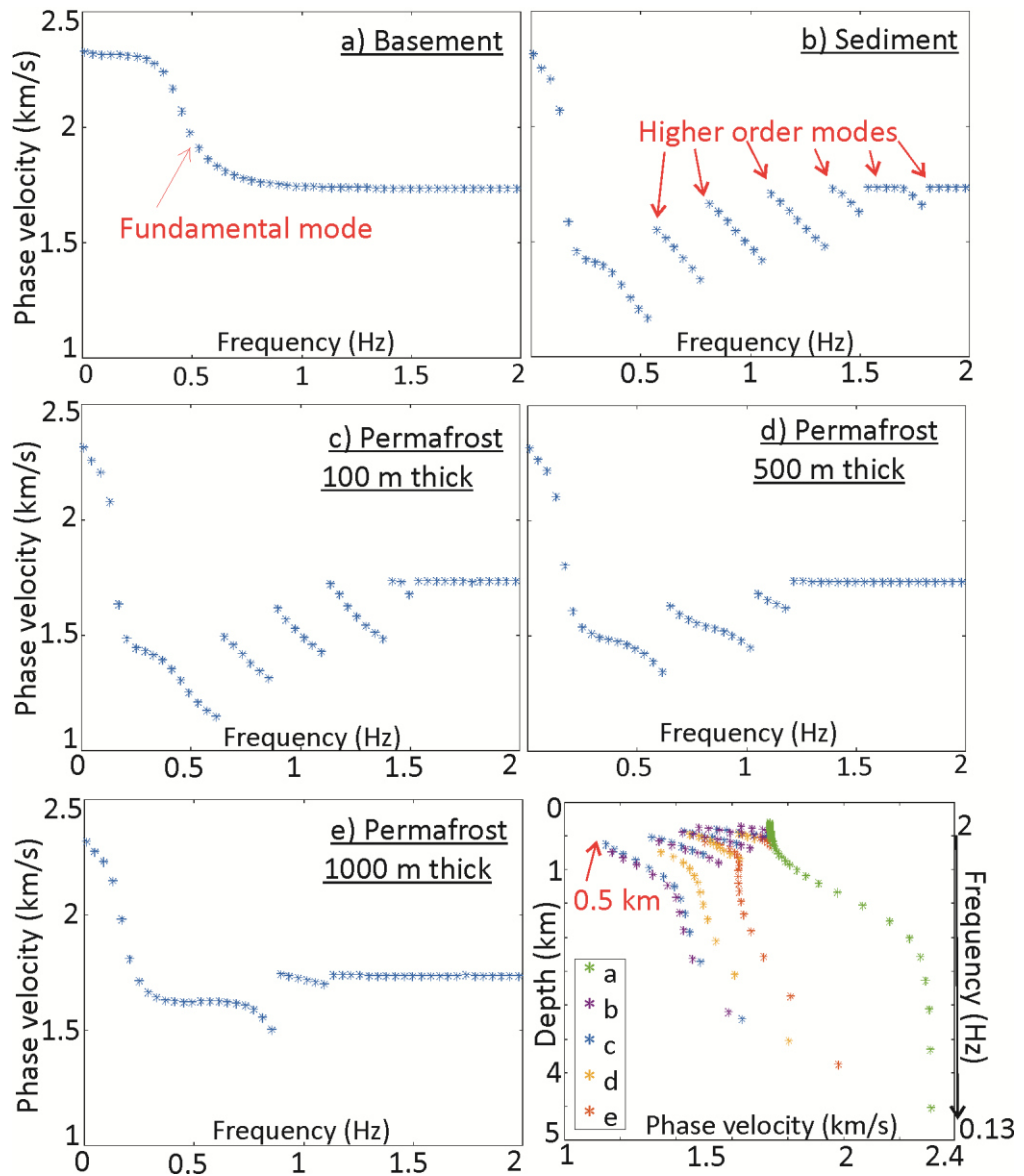 a) Basement
2.5
2
1.5
1
Phase velocity (km/s)
Fundamental mode
Frequency (Hz)
0
0.5
1
1.5
2
b) Sediment
Higher order modes
Frequency (Hz)
0.5
1
1.5
2
c) Permafrost
100 m thick
2.5
2
1.5
1
Phase velocity (km/s)
Frequency (Hz)
0
0.5
1
1.5
2
d) Permafrost
500 m thick
Frequency (Hz)
0.5
1
1.5
2
e) Permafrost
1000 m thick
2.5
2
1.5
1
Phase velocity (km/s)
Frequency (Hz)
0
0.5
1
1.5
2
0
1
4
5
Depth (km)
0.5 km
a
b
c
d
e
Phase velocity (km/s)
1
1.6
2
2.4
2
Frequency (Hz)
0.13